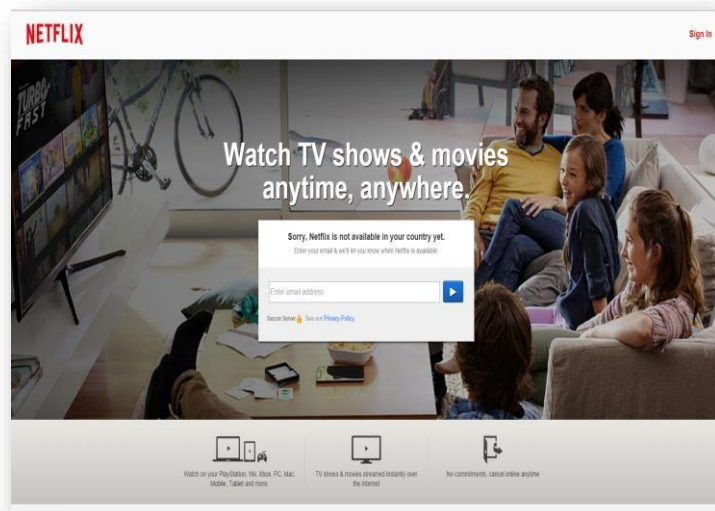 NETFLIX
Sign In
TURBO
FAST
Watch TV shows & movies
anytime, anywhere.
Sorry, Netflix is not available in your country yet.
Enter your email & we'll let you know when Netflix is available
Enter email address
Secure Server See our Privacy Policy
Watch on your PlayStation, Wii, Xbox, PC, Mac,
Mobile, Tablet and more.
TV shows & movies streamed instantly over
the internet
No commitments, cancel online anytime